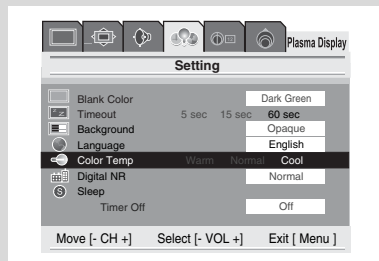 Plasma Display
Setting
Blank Color Dark Green
Timeout 5 sec 15 sec 60 sec
Background Opaque
Language English
Color Temp Warm Normal Cool
Digital NR Normal
S Sleep
Timer Off Off
Move [- CH +] Select [- VOL +] Exit [ Menu ]